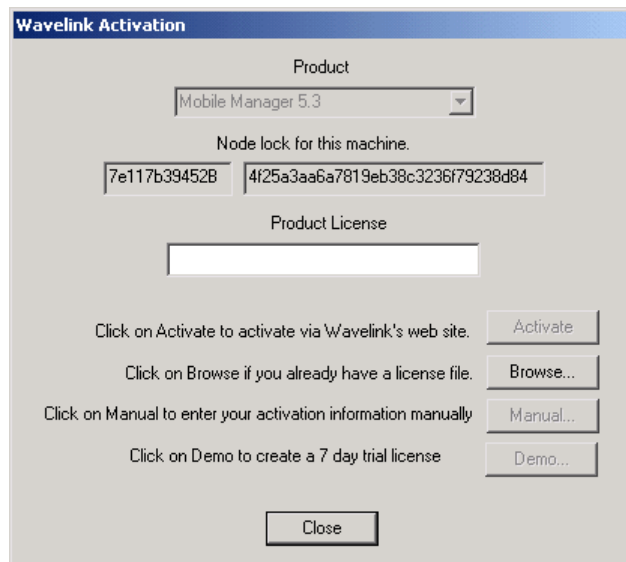 Wavelink Activation
Product
Mobile Manager 5.3
Node lock for this machine.
7e117b39452B 4f25a3aa6a7819eb38c3236f79238d84
Product License
Click on Activate to activate via Wavelink's web site. Activate
Click on Browse if you already have a license file. Browse...
Click on Manual to enter your activation information manually Manual...
Click on Demo to create a 7 day trial license Demo...
Close